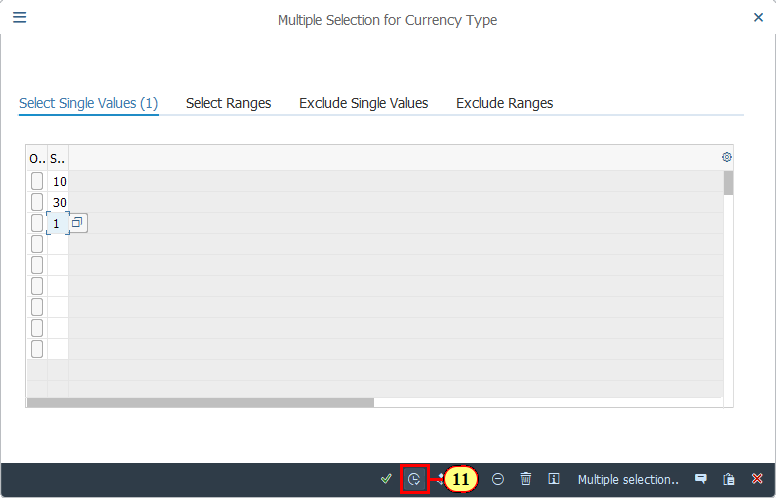 Multiple Selection for Currency Type
Select Single Values (1) Select Ranges Exclude Single Values Exclude Ranges
O.. S..
10
30
1
11 Multiple selection..